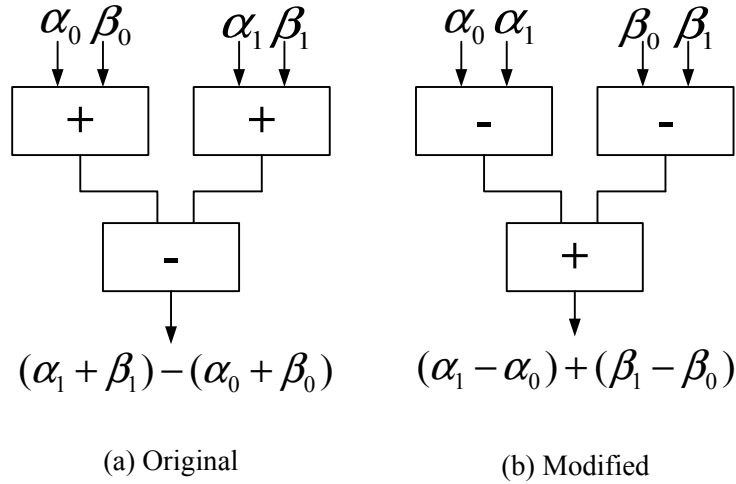 α₀ β₀ α₁ β₁ α₀ α₁ β₀ β₁
+ + - -
- +
(α₁ + β₁) − (α₀ + β₀) (α₁ − α₀) + (β₁ − β₀)
(a) Original (b) Modified